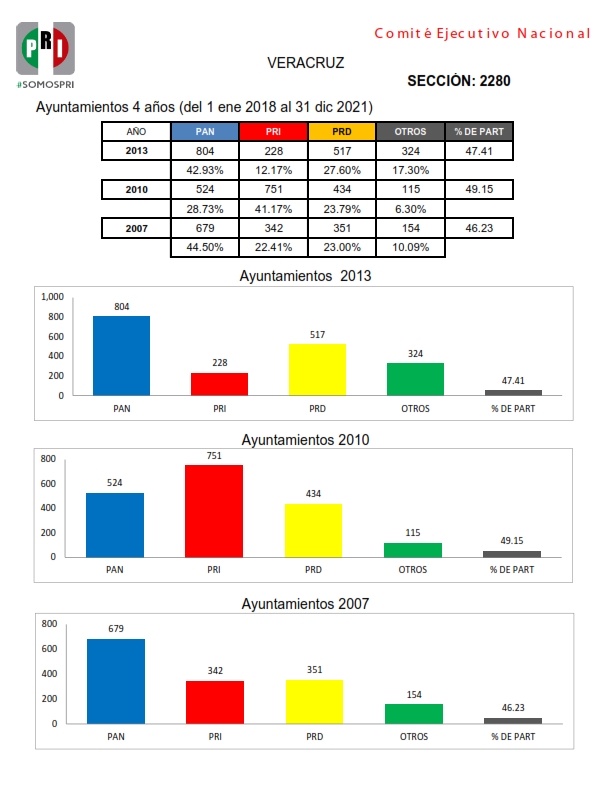 Comité Ejecutivo Nacional
PRI
#SOMOSPRI
VERACRUZ
SECCIÓN: 2280
Ayuntamientos 4 años (del 1 ene 2018 al 31 dic 2021)
AÑO PAN PRI PRD OTROS % DE PART
2013 804 228 517 324 47.41
42.93% 12.17% 27.60% 17.30%
2010 524 751 434 115 49.15
28.73% 41.17% 23.79% 6.30%
2007 679 342 351 154 46.23
44.50% 22.41% 23.00% 10.09%
Ayuntamientos 2013
1,000
800
600
400
200
0
804
228
517
324
47.41
PAN PRI PRD OTROS % DE PART
Ayuntamientos 2010
800
600
400
200
0
524
751
434
115
49.15
PAN PRI PRD OTROS % DE PART
Ayuntamientos 2007
800
600
400
200
0
679
342
351
154
46.23
PAN PRI PRD OTROS % DE PART